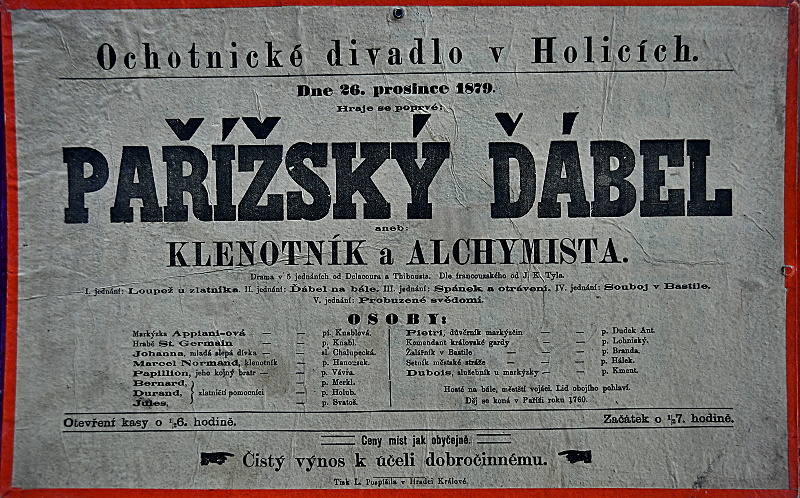 Ochotnické divadlo v Holicích.
Dne 26. prosince 1879.
Hraje se poprvé:
PAŘÍŽSKÝ ĎÁBEL
aneb:
KLENOTNÍK a ALCHYMISTA.
Drama v 5 jednáních od Delacoura a Thibousta. Dle francouzského od J. K. Tyla.
I. jednání: Loupež u zlatníka. II. jednání: Ďábel na bále. III. jednání: Spánek a otrávení. IV. jednání: Souboj v Bastile.
V. jednání: Probuzené svědomí.
OSOBY:
Markýzka Appiani-ová — — pí. Knablová.
Hrabě St. Germain — — p. Knabl.
Johanna, mladá slepá dívka — — sl. Chalupecká.
Marcel Normand, klenotník — p. Hanousek.
Papillion, jeho kojný bratr — — p. Vávra.
Bernard, — — p. Merkl.
Durand, } zlatničtí pomocníci — p. Holub.
Jules, — p. Svatoš.
Pietri, důvěrník markýzčin — — p. Dudek Ant.
Komendant královské gardy — — p. Lohniský.
Žalářník v Bastile — — — p. Branda.
Setník městské stráže — — p. Hálek.
Dubois, služebník u markýzky — — p. Kment.
Hosté na bále, městští vojáci. Lid obojího pohlaví.
Děj se koná v Paříži roku 1760.
Otevření kasy o ½6. hodině. Začátek o ½7. hodině.
Ceny míst jak obyčejně.
Čistý výnos k účeli dobročinnému.
Tisk L. Pospíšila v Hradci Králové.